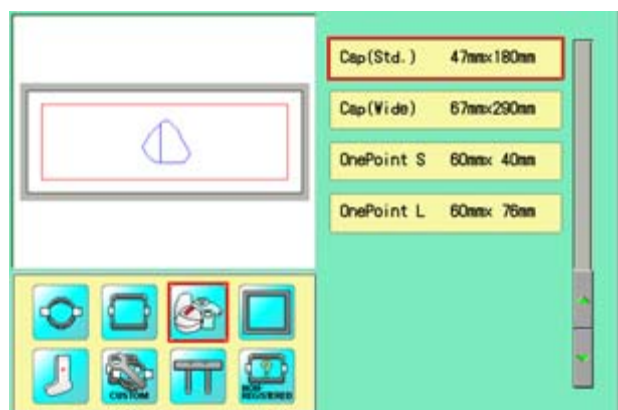 Cap(Std.) 47mm×180mm
Cap(Wide) 67mm×290mm
OnePoint S 60mm× 40mm
OnePoint L 60mm× 76mm
CUSTOM
NON REGISTERED